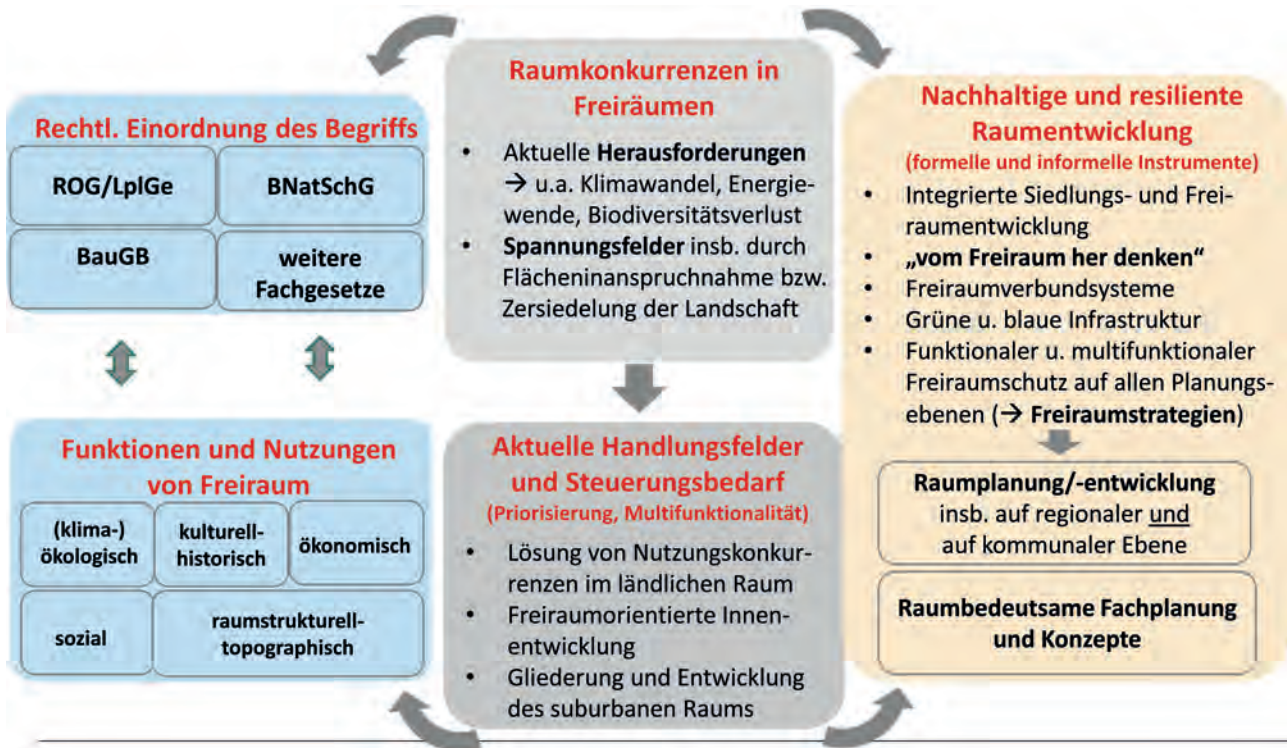 Rechtl. Einordnung des Begriffs
ROG/LplGe
BNatSchG
BauGB
weitere
Fachgesetze
Funktionen und Nutzungen
von Freiraum
(klima-)
ökologisch
kulturell-
historisch
ökonomisch
sozial
raumstrukturell-
topographisch
Raumkonkurrenzen in
Freiräumen
• Aktuelle Herausforderungen
→ u.a. Klimawandel, Energie-
wende, Biodiversitätsverlust
• Spannungsfelder insb. durch
Flächeninanspruchnahme bzw.
Zersiedelung der Landschaft
Aktuelle Handlungsfelder
und Steuerungsbedarf
(Priorisierung, Multifunktionalität)
• Lösung von Nutzungskonkur-
renzen im ländlichen Raum
• Freiraumorientierte Innen-
entwicklung
• Gliederung und Entwicklung
des suburbanen Raums
Nachhaltige und resiliente
Raumentwicklung
(formelle und informelle Instrumente)
• Integrierte Siedlungs- und Frei-
raumentwicklung
• „vom Freiraum her denken“
• Freiraumverbundsysteme
• Grüne u. blaue Infrastruktur
• Funktionaler u. multifunktionaler
Freiraumschutz auf allen Planungs-
ebenen (→ Freiraumstrategien)
Raumplanung/-entwicklung
insb. auf regionaler und
auf kommunaler Ebene
Raumbedeutsame Fachplanung
und Konzepte